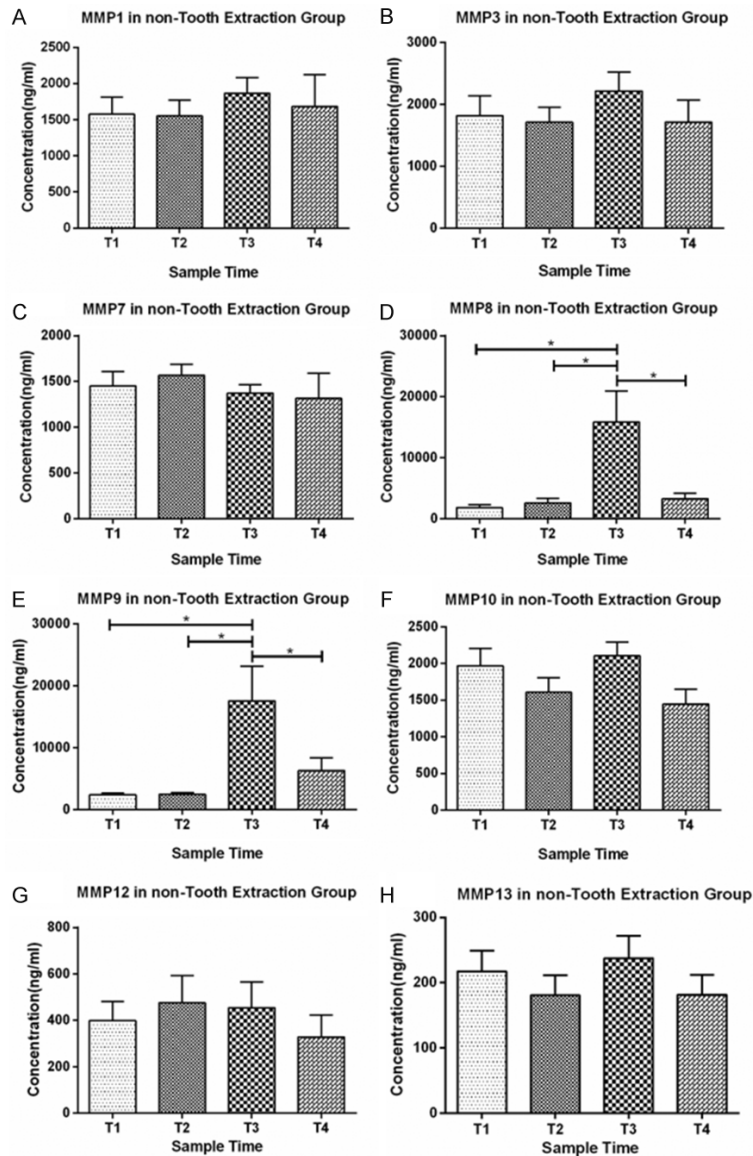 A
MMP1 in non-Tooth Extraction Group
Concentration(ng/ml)
2500
2000
1500
1000
500
0
T1 T2 T3 T4
Sample Time
B
MMP3 in non-Tooth Extraction Group
Concentration(ng/ml)
3000
2000
1000
0
T1 T2 T3 T4
Sample Time
C
MMP7 in non-Tooth Extraction Group
Concentration(ng/ml)
2000
1500
1000
500
0
T1 T2 T3 T4
Sample Time
D
MMP8 in non-Tooth Extraction Group
Concentration(ng/ml)
30000
20000
10000
0
*
*
*
T1 T2 T3 T4
Sample Time
E
MMP9 in non-Tooth Extraction Group
Concentration(ng/ml)
30000
20000
10000
0
*
*
*
T1 T2 T3 T4
Sample Time
F
MMP10 in non-Tooth Extraction Group
Concentration(ng/ml)
2500
2000
1500
1000
500
0
T1 T2 T3 T4
Sample Time
G
MMP12 in non-Tooth Extraction Group
Concentration(ng/ml)
800
600
400
200
0
T1 T2 T3 T4
Sample Time
H
MMP13 in non-Tooth Extraction Group
Concentration(ng/ml)
300
200
100
0
T1 T2 T3 T4
Sample Time